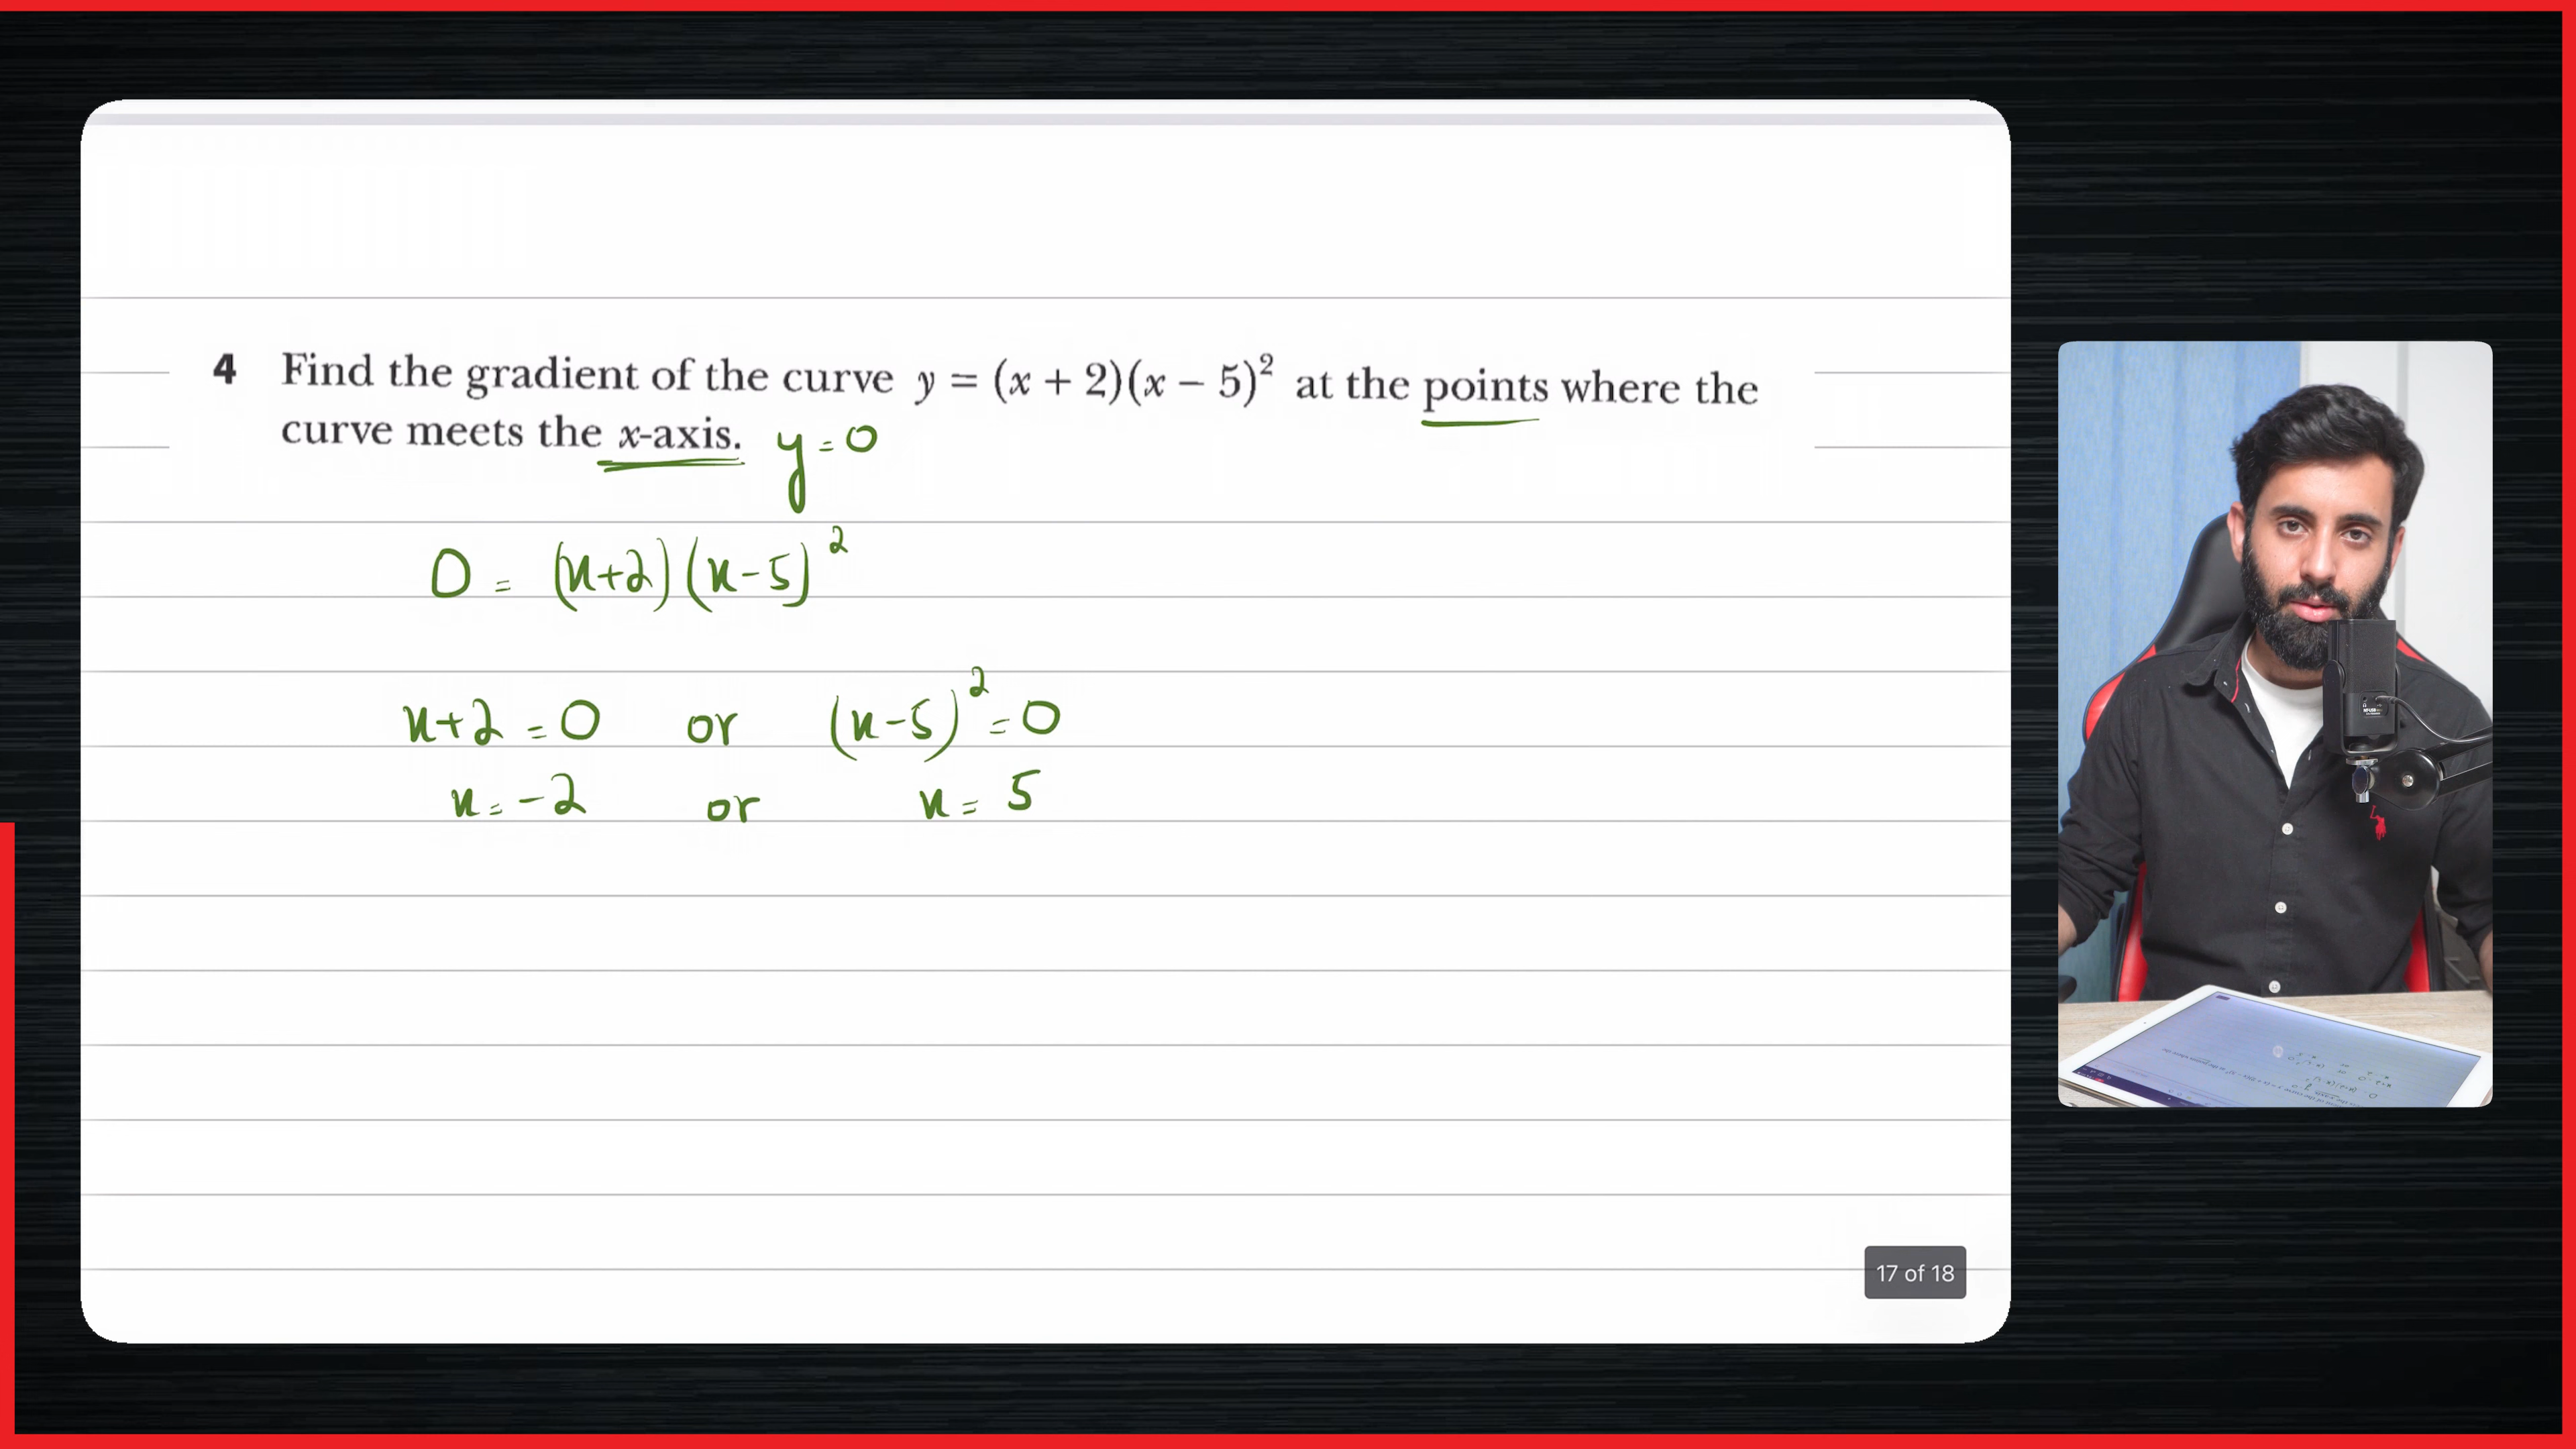 4 Find the gradient of the curve y = (x + 2)(x − 5)² at the points where the
curve meets the x-axis. y = 0
0 = (x+2)(x-5)²
x+2 = 0 or (x-5)² = 0
x = -2 or x = 5
17 of 18